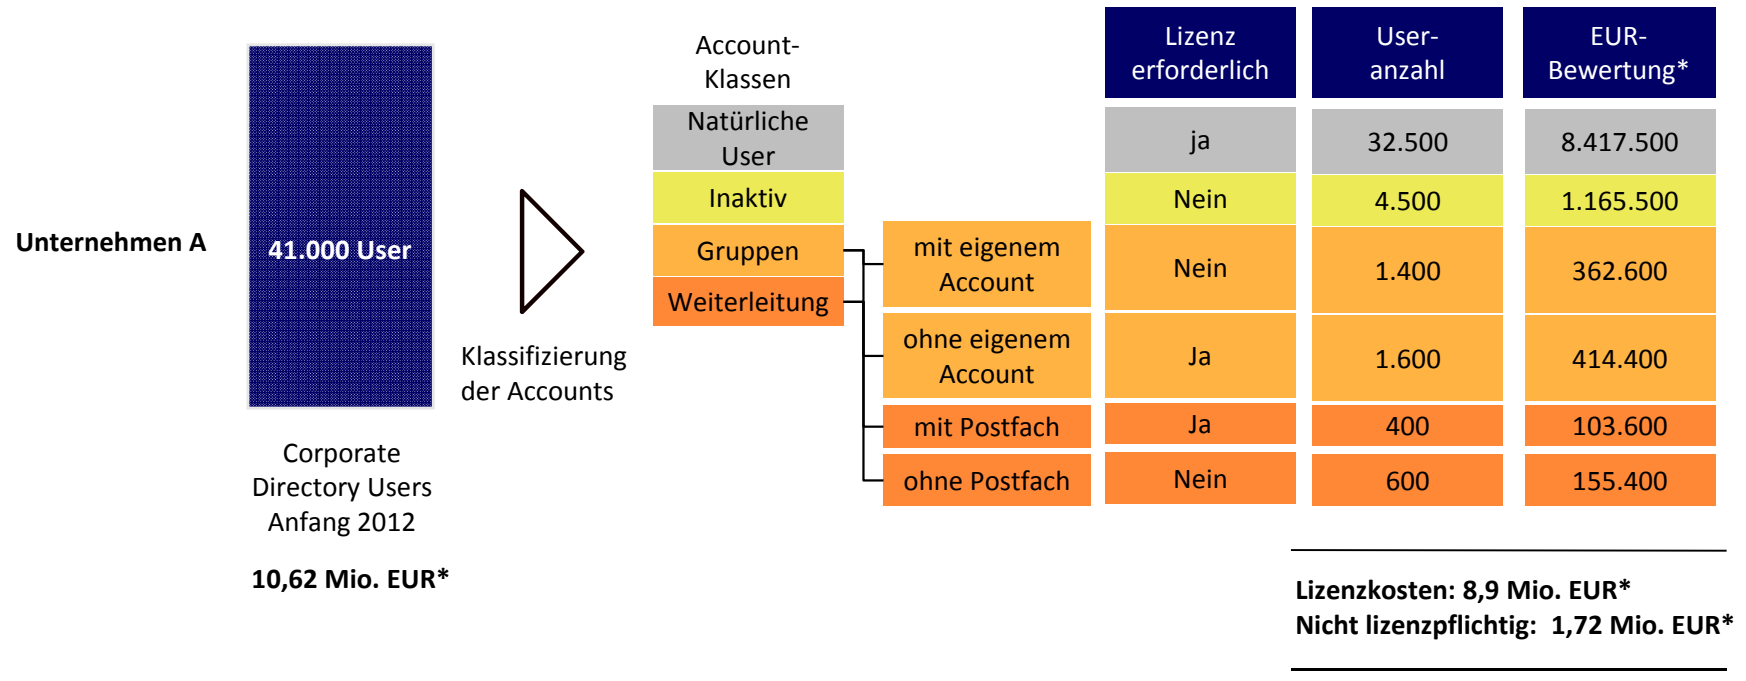 Unternehmen A
41.000 User
Corporate
Directory Users
Anfang 2012
10,62 Mio. EUR*
Klassifizierung
der Accounts
Account-
Klassen
Natürliche
User
Inaktiv
Gruppen
Weiterleitung
mit eigenem
Account
ohne eigenem
Account
mit Postfach
ohne Postfach
Lizenz
erforderlich
ja
Nein
Nein
Ja
Ja
Nein
User-
anzahl
32.500
4.500
1.400
1.600
400
600
EUR-
Bewertung*
8.417.500
1.165.500
362.600
414.400
103.600
155.400
Lizenzkosten: 8,9 Mio. EUR*
Nicht lizenzpflichtig: 1,72 Mio. EUR*